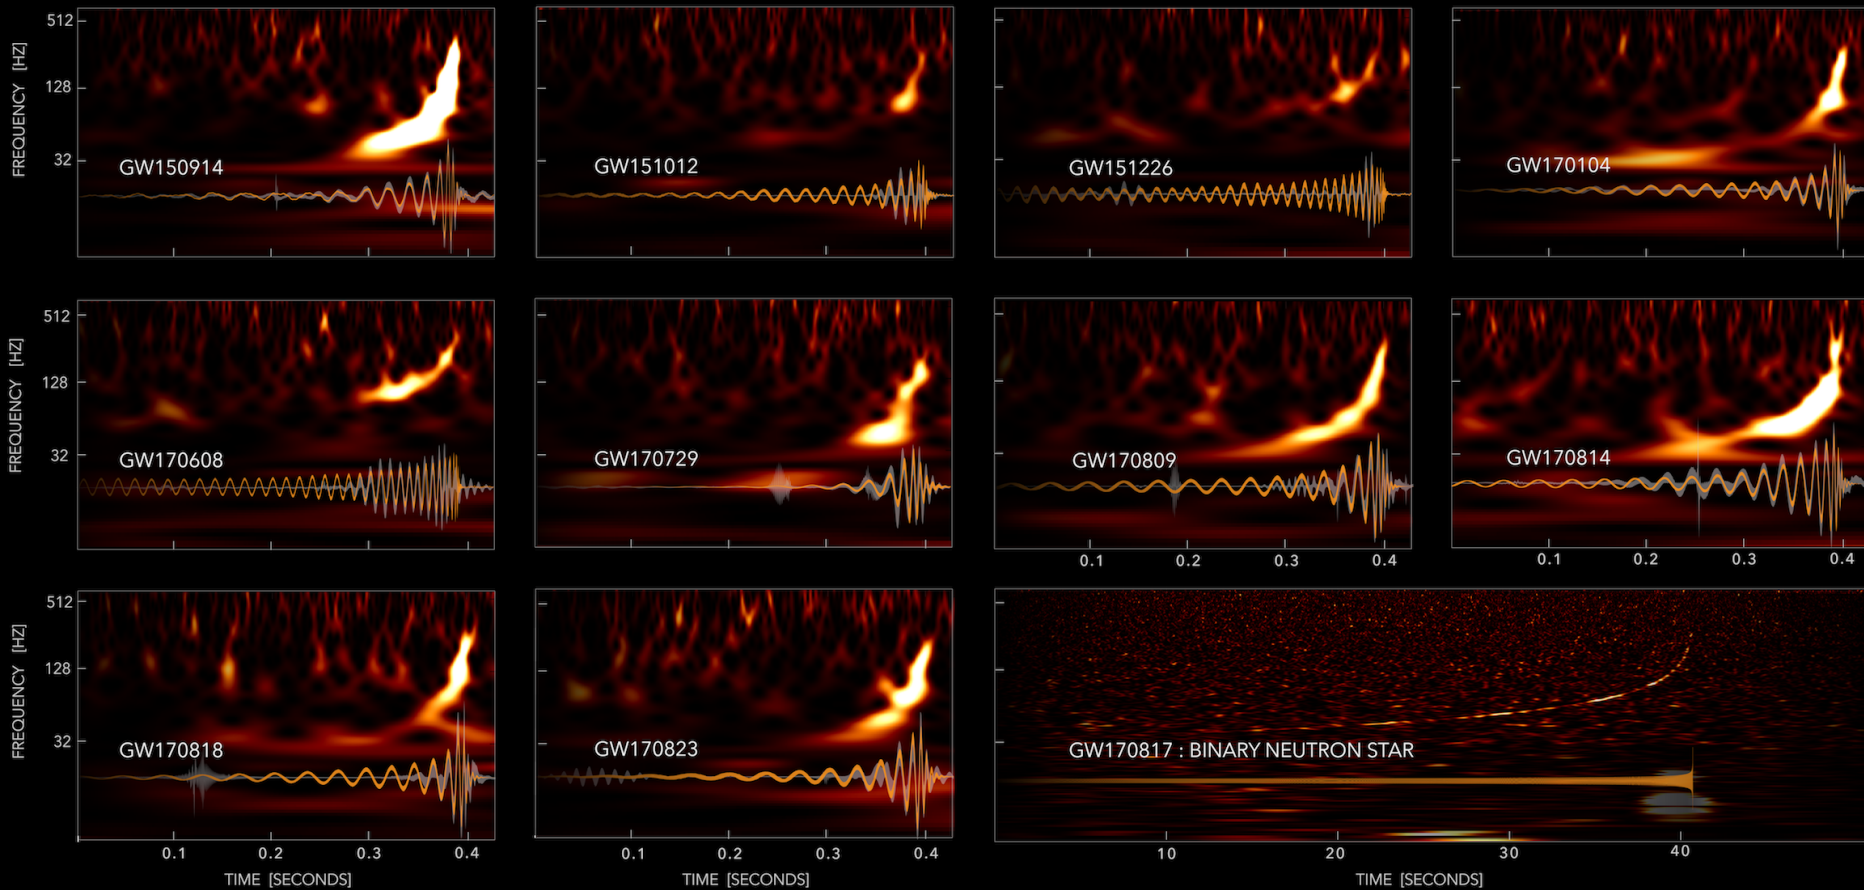 FREQUENCY [HZ]
512
128
32
GW150914
GW151012
GW151226
GW170104
FREQUENCY [HZ]
512
128
32
GW170608
GW170729
GW170809
GW170814
0.1 0.2 0.3 0.4
0.1 0.2 0.3 0.4
FREQUENCY [HZ]
512
128
32
GW170818
GW170823
GW170817 : BINARY NEUTRON STAR
0.1 0.2 0.3 0.4
0.1 0.2 0.3 0.4
10 20 30 40
TIME [SECONDS]
TIME [SECONDS]
TIME [SECONDS]